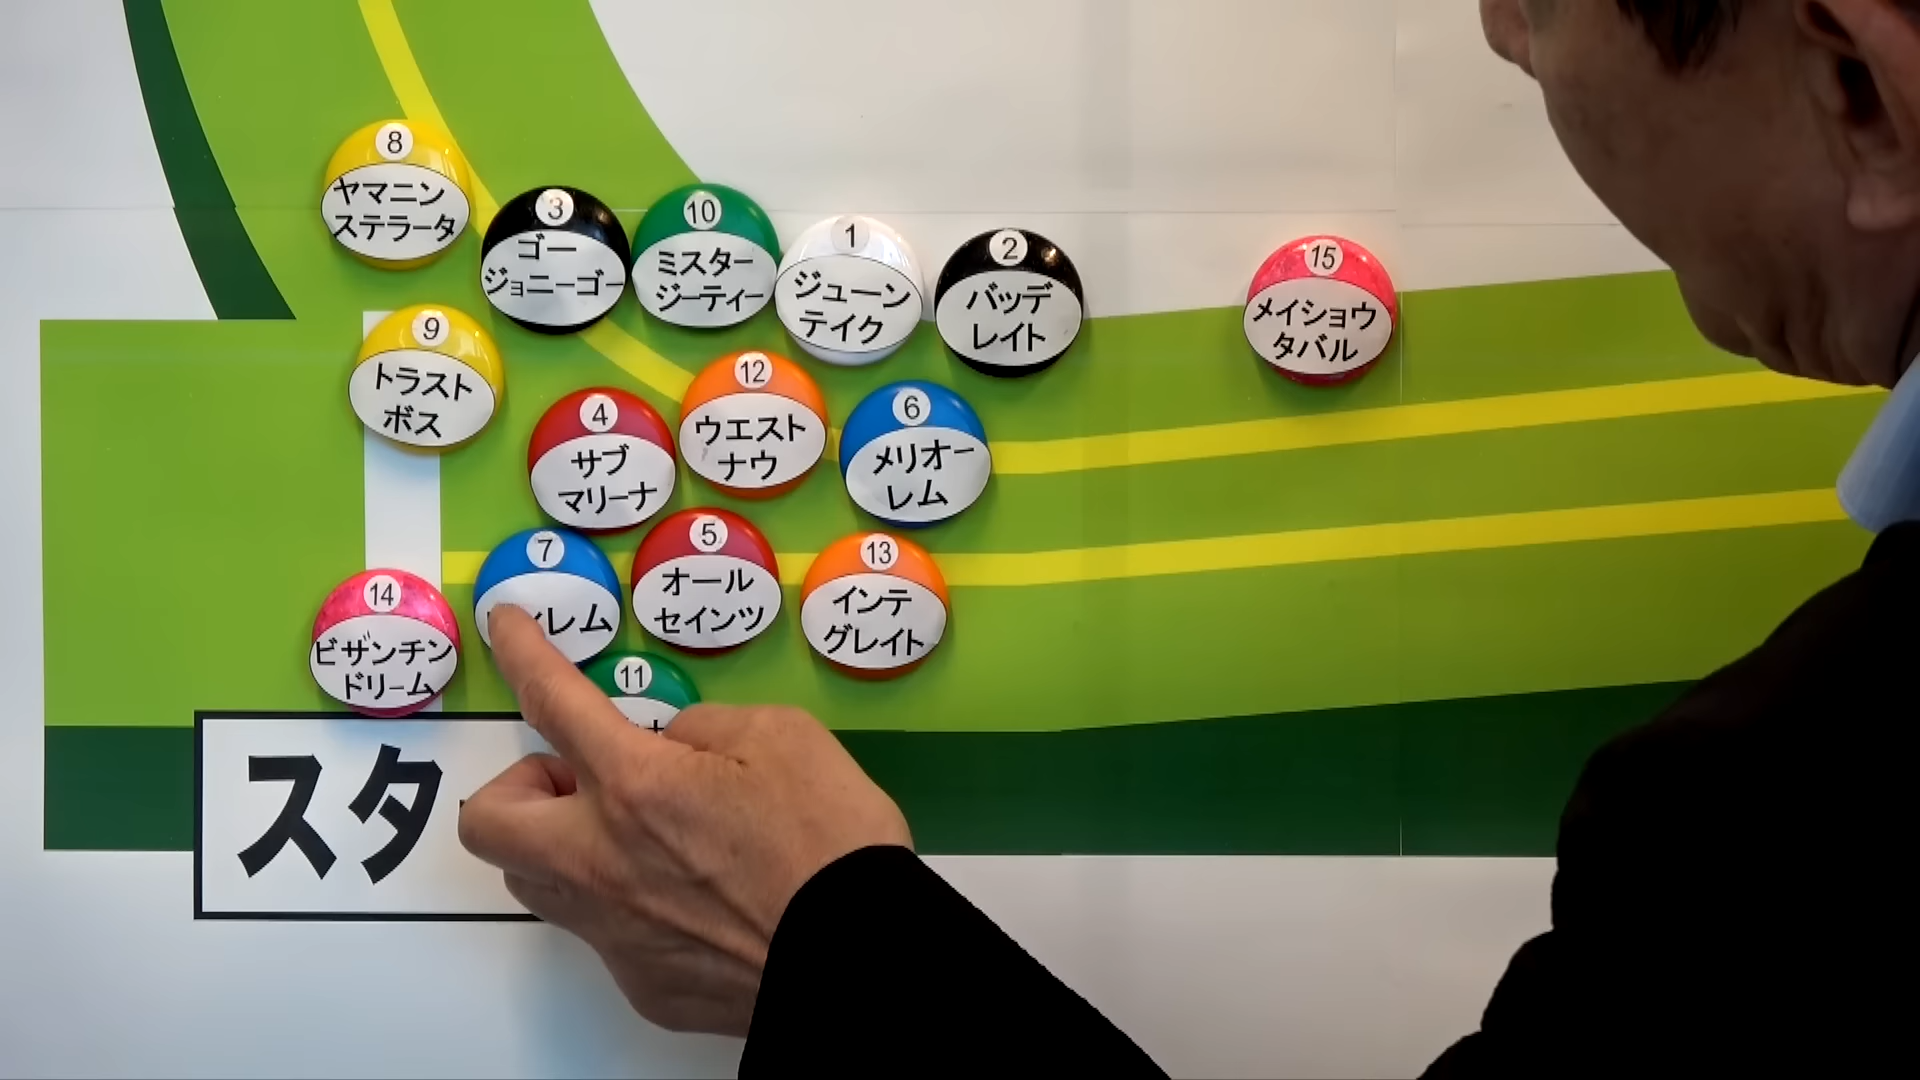 8
ヤマニン
ステラータ
3
ゴー
ジョニーゴー
10
ミスター
ジーティー
1
ジューン
テイク
2
バッデ
レイト
15
メイショウ
タバル
9
トラスト
ボス
4
サブ
マリーナ
12
ウエスト
ナウ
6
メリオー
レム
14
ビザンチン
ドリーム
7
レム
5
オール
セインツ
13
インテ
グレイト
11
スタ